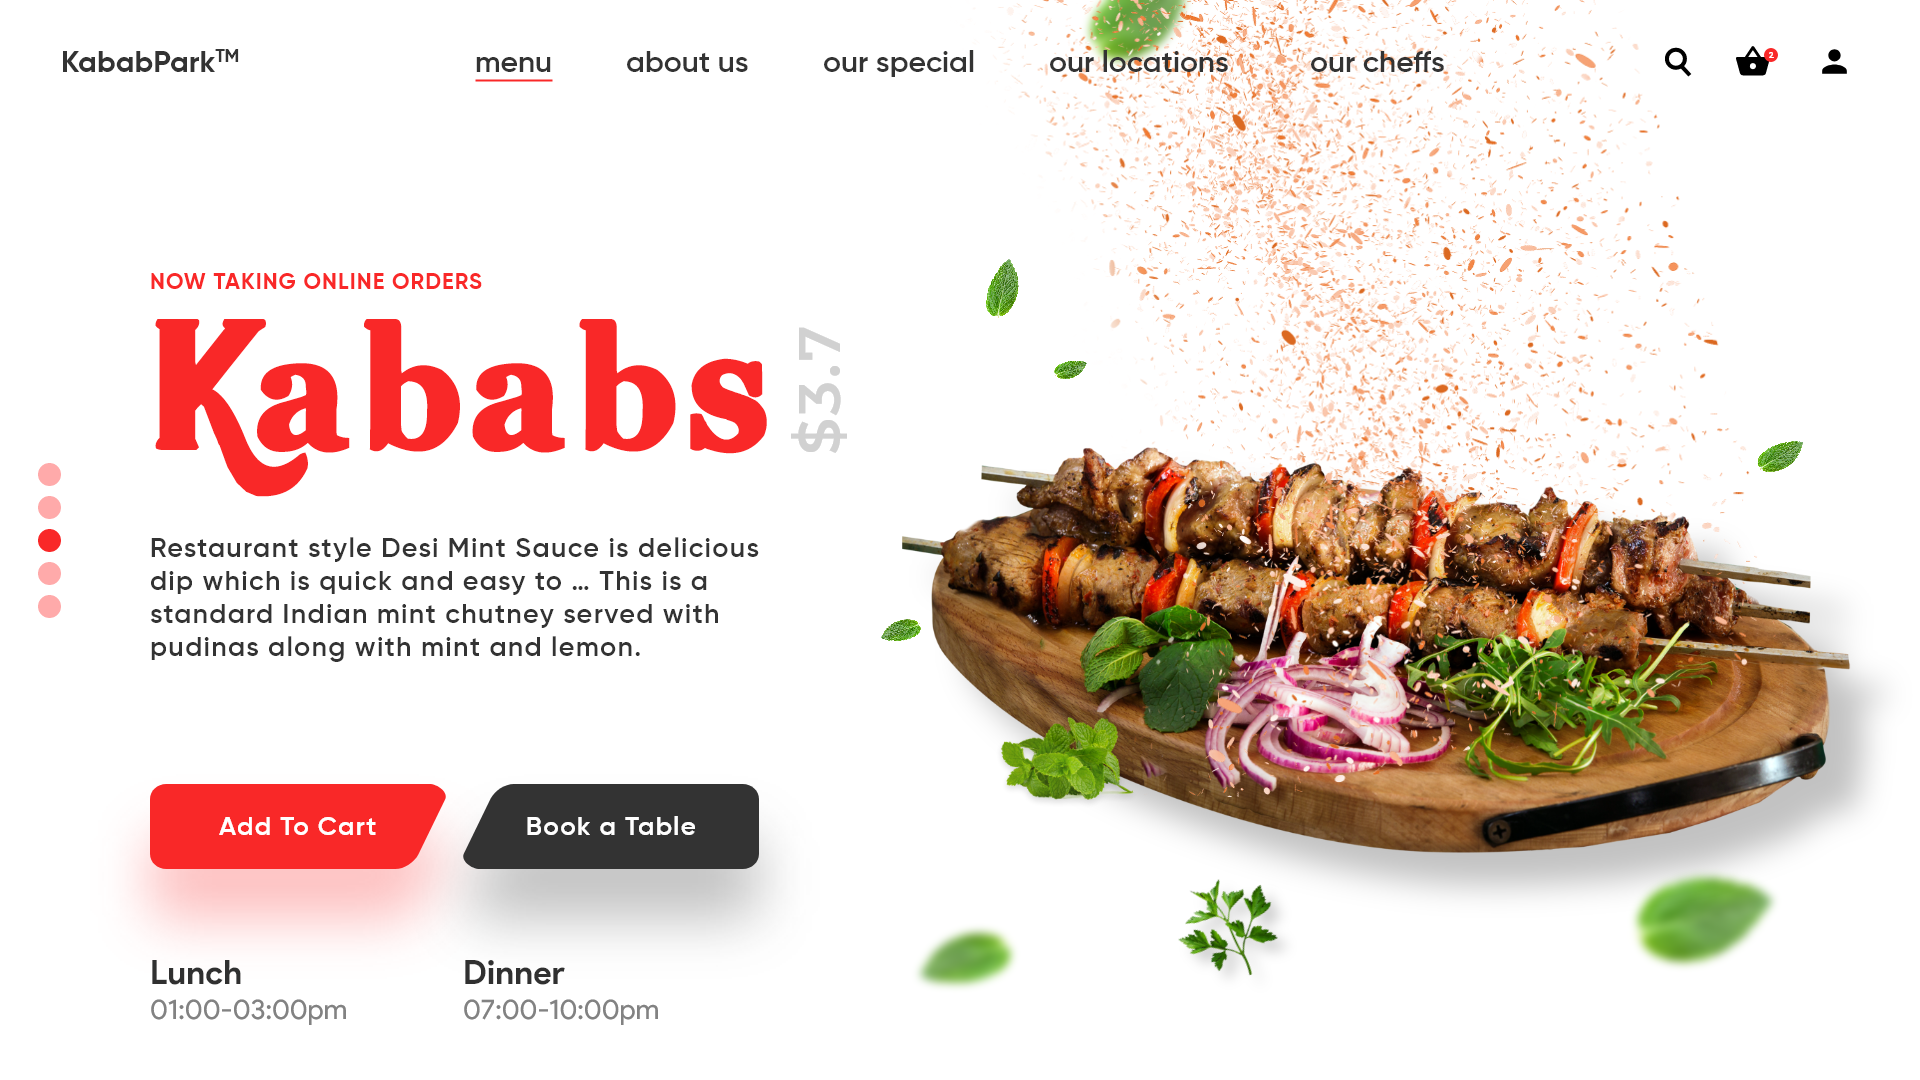 KababPark™
menu
about us
our special
our locations
our cheffs
2
NOW TAKING ONLINE ORDERS
Kababs
$3.7
Restaurant style Desi Mint Sauce is delicious
dip which is quick and easy to ... This is a
standard Indian mint chutney served with
pudinas along with mint and lemon.
Add To Cart
Book a Table
Lunch
01:00-03:00pm
Dinner
07:00-10:00pm